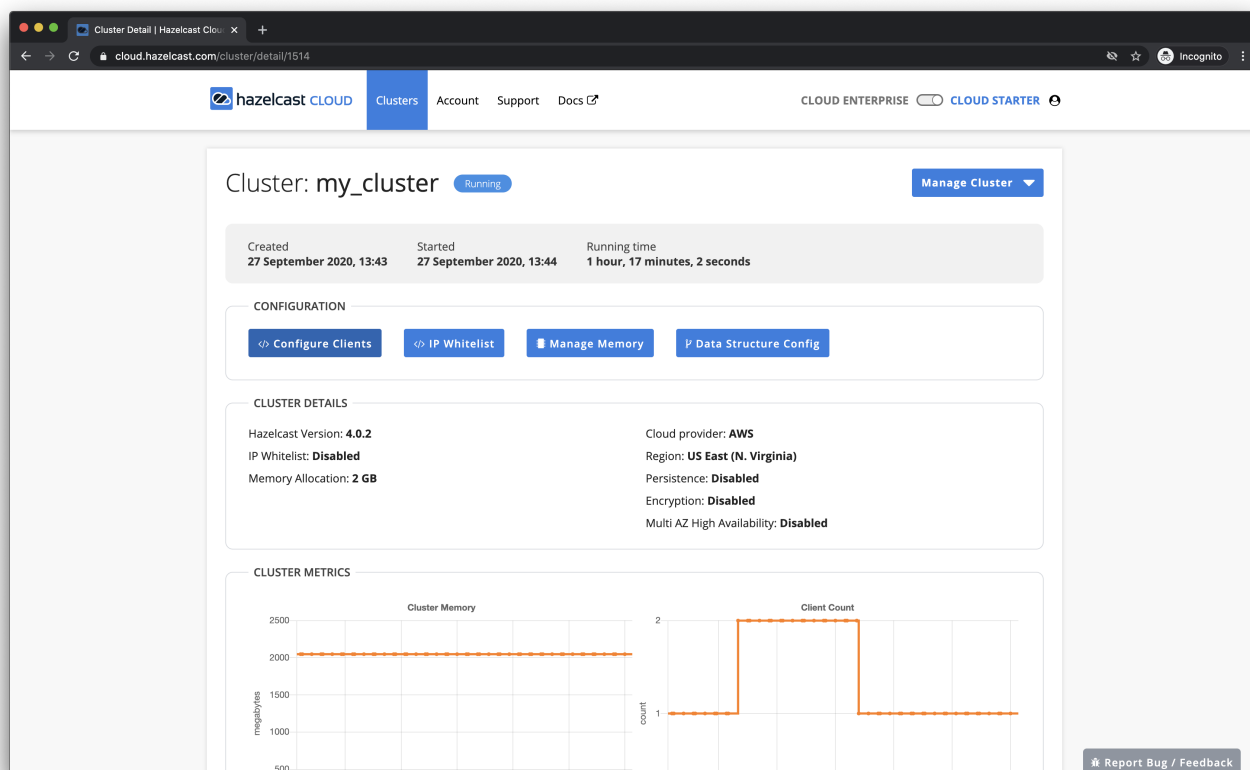 Cluster Detail | Hazelcast Clou
cloud.hazelcast.com/cluster/detail/1514
Incognito
hazelcast CLOUD
Clusters
Account
Support
Docs
CLOUD ENTERPRISE
CLOUD STARTER
Cluster: my_cluster
Running
Manage Cluster
Created
27 September 2020, 13:43
Started
27 September 2020, 13:44
Running time
1 hour, 17 minutes, 2 seconds
CONFIGURATION
</> Configure Clients
</> IP Whitelist
Manage Memory
Data Structure Config
CLUSTER DETAILS
Hazelcast Version: 4.0.2
IP Whitelist: Disabled
Memory Allocation: 2 GB
Cloud provider: AWS
Region: US East (N. Virginia)
Persistence: Disabled
Encryption: Disabled
Multi AZ High Availability: Disabled
CLUSTER METRICS
Cluster Memory
2500
2000
1500
1000
500
megabytes
Client Count
2
1
count
Report Bug / Feedback